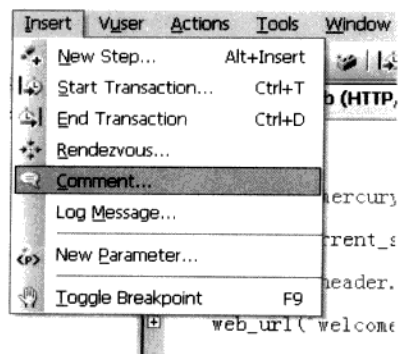 Insert Vuser Actions Tools Window
New Step... Alt+Insert
Start Transaction... Ctrl+T
b (HTTP,
End Transaction Ctrl+D
Rendezvous...
Comment...
mercury
Log Message...
rrent_s
New Parameter...
header.
Toggle Breakpoint F9
web_url("welcome